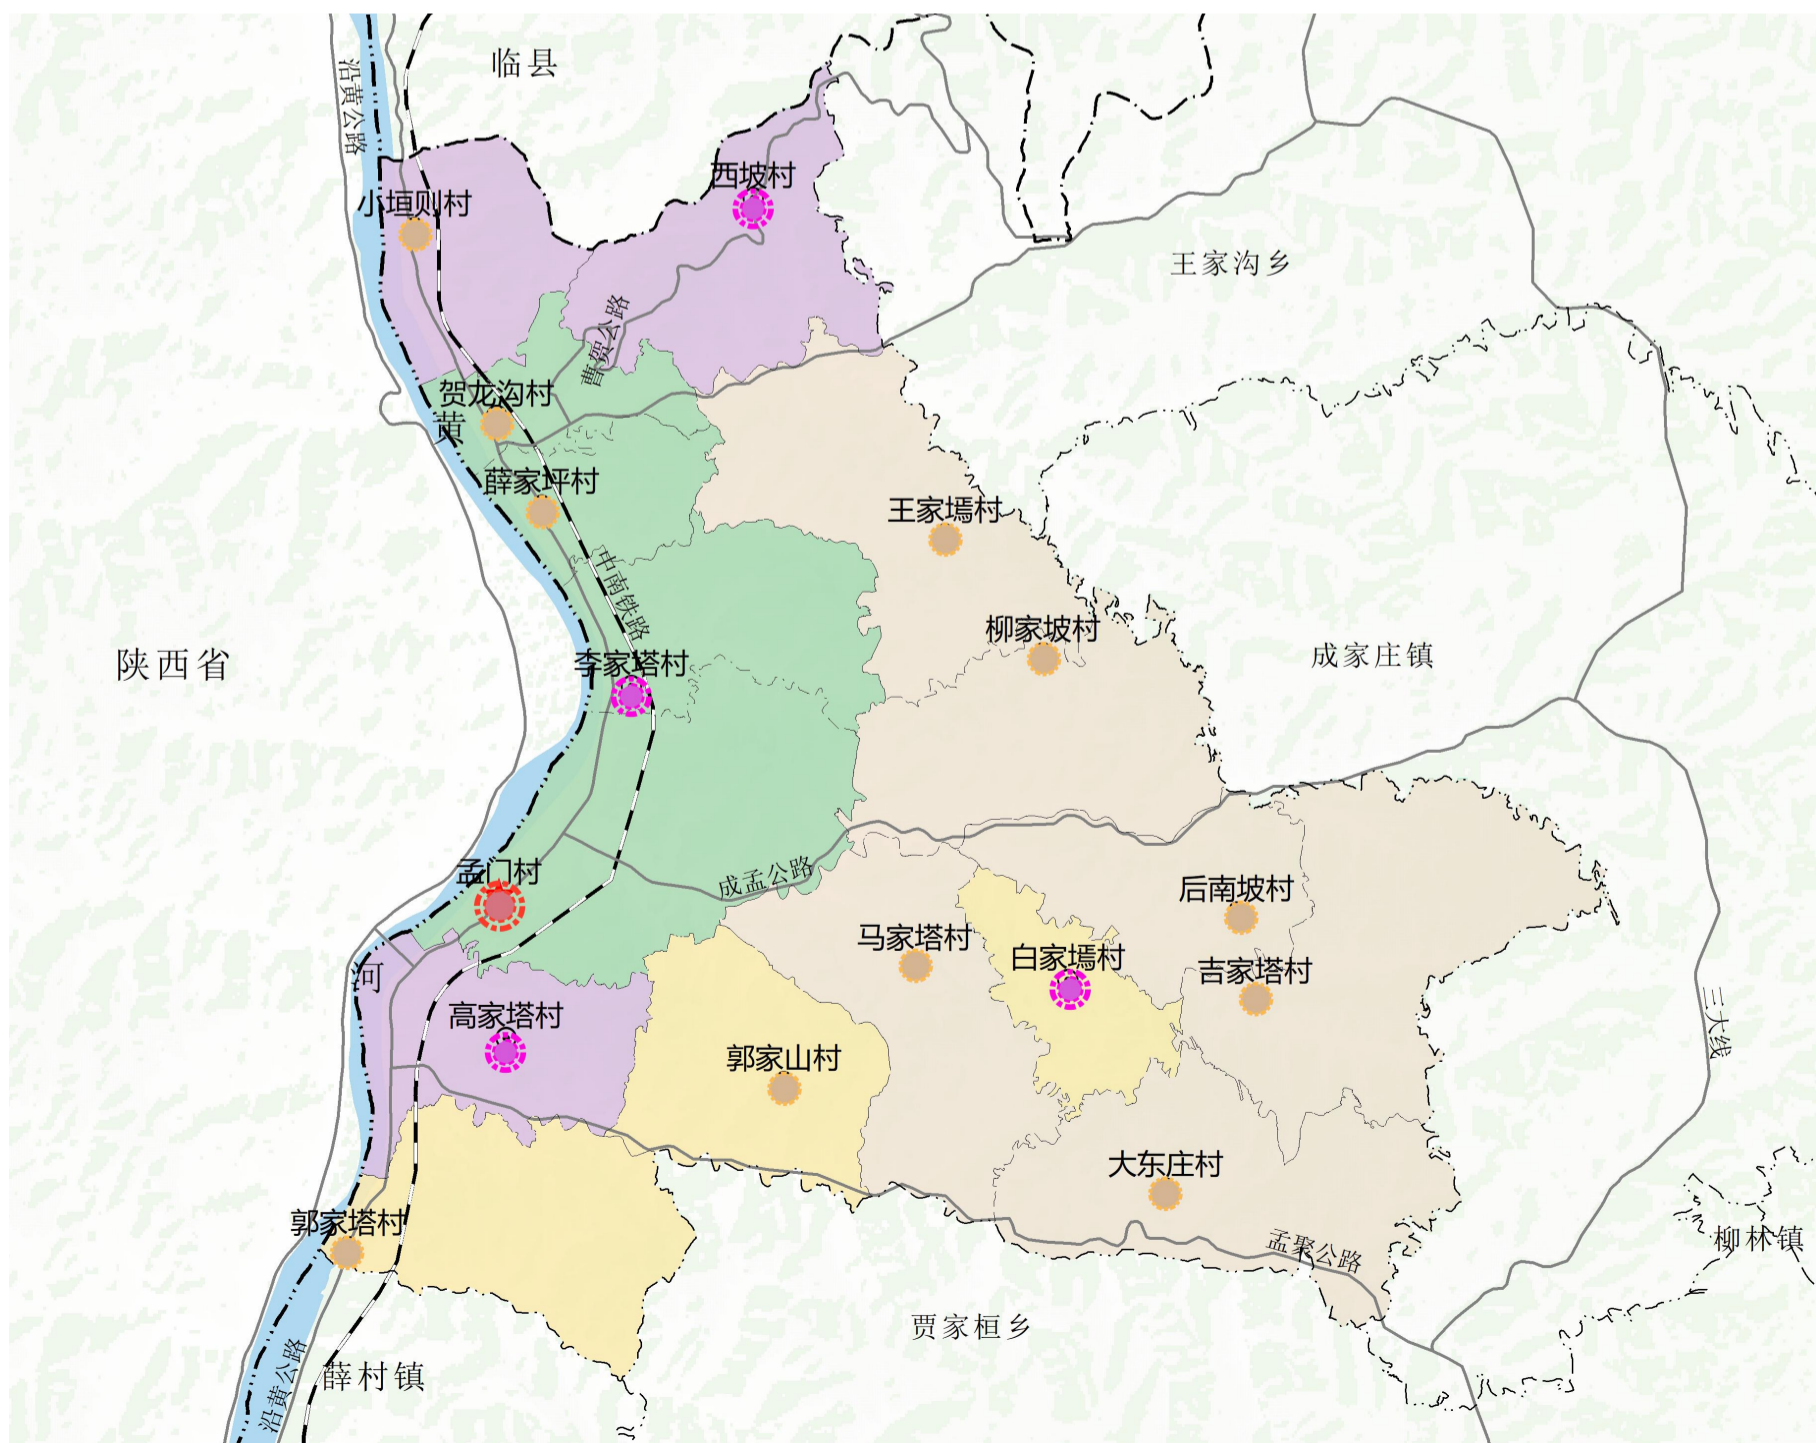 临县
沿黄公路
西坡村
小垣则村
王家沟乡
曹贺公路
贺龙沟村
黄
薛家坪村
王家墕村
中南铁路
柳家坡村
陕西省
李家塔村
成家庄镇
孟门村
成孟公路
后南坡村
马家塔村
白家墕村
吉家塔村
河
高家塔村
三大线
郭家山村
大东庄村
郭家塔村
孟聚公路
柳林镇
贾家桓乡
沿黄公路
薛村镇